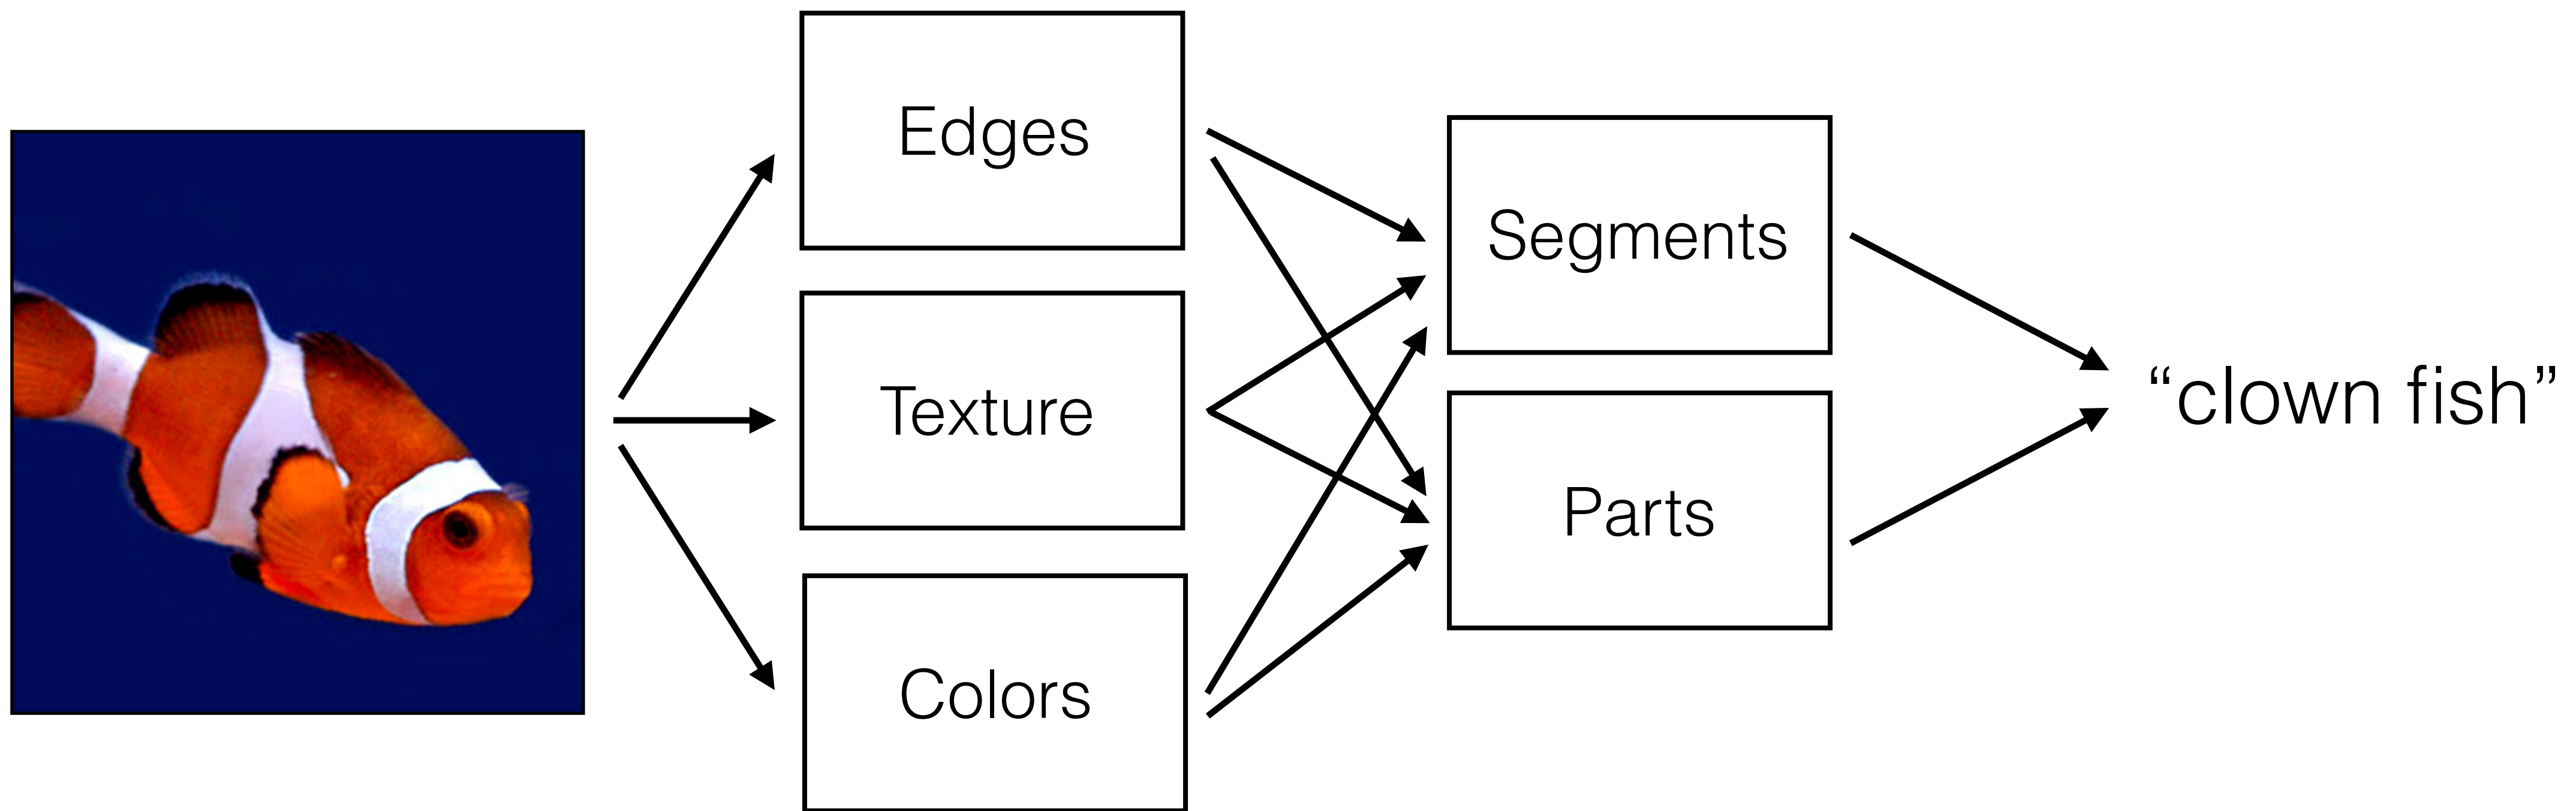 Edges
Texture
Colors
Segments
Parts
“clown fish”